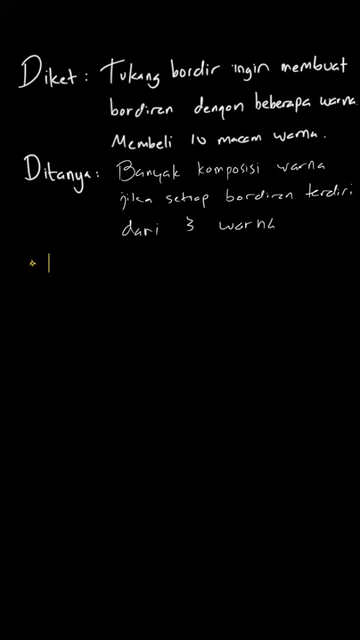 Diket : Tukang bordir ingin membuat
bordiran dengan beberapa warna
Membeli 10 macam warna.
Ditanya : Banyak komposisi warna
jika setiap bordiran terdiri
dari 3 warna